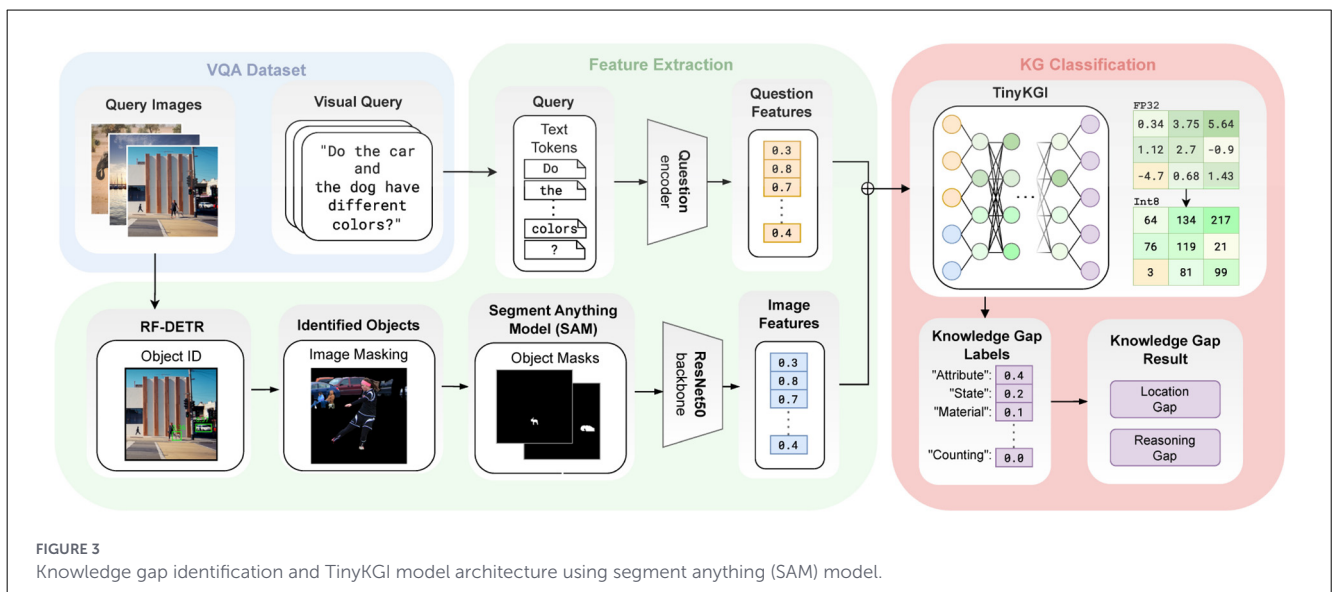 VQA Dataset
Query Images
Visual Query
"Do the car
and
the dog have
different
colors?"
Feature Extraction
Query
Text
Tokens
Do
the
colors
?
Question
encoder
Question
Features
0.3
0.8
0.7
0.4
RF-DETR
Object ID
Identified Objects
Image Masking
Segment Anything
Model (SAM)
Object Masks
ResNet50
backbone
Image
Features
0.3
0.8
0.7
0.4
KG Classification
TinyKGI
...
FP32
0.34 3.75 5.64
1.12 2.7 -0.9
-4.7 0.68 1.43
Int8
64 134 217
76 119 21
3 81 99
Knowledge Gap
Labels
"Attribute": 0.4
"State": 0.2
"Material": 0.1
"Counting": 0.0
Knowledge Gap
Result
Location
Gap
Reasoning
Gap
FIGURE 3
Knowledge gap identification and TinyKGI model architecture using segment anything (SAM) model.